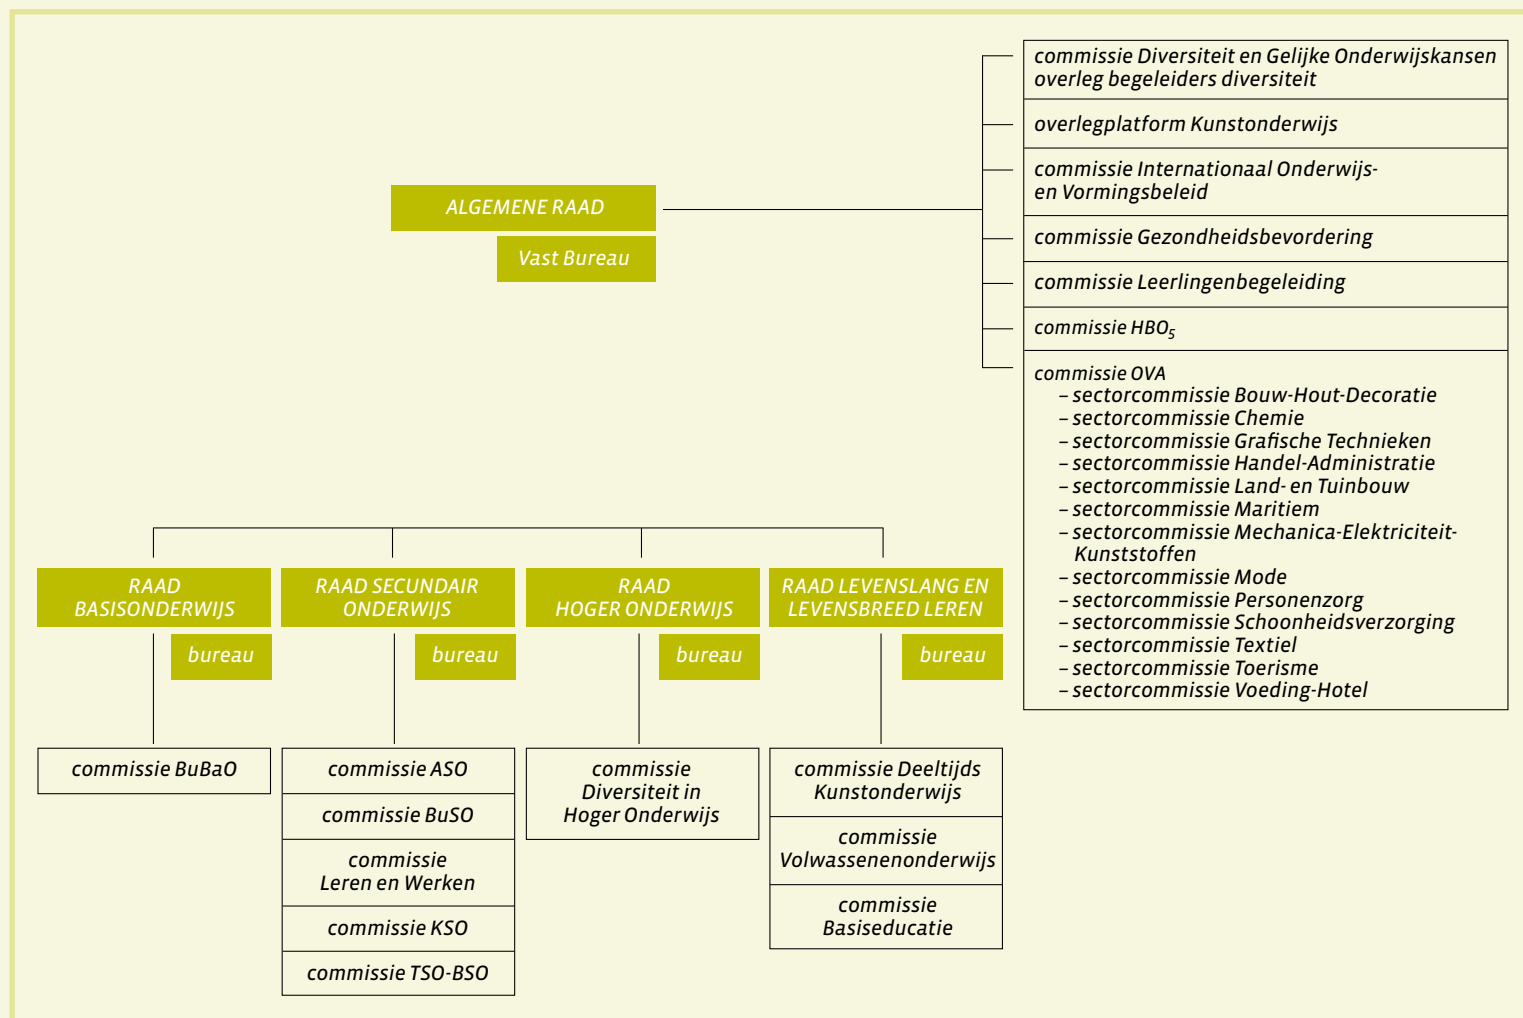 commissie Diversiteit en Gelijke Onderwijskansen
overleg begeleiders diversiteit
overlegplatform Kunstonderwijs
commissie Internationaal Onderwijs-
en Vormingsbeleid
ALGEMENE RAAD
Vast Bureau
commissie Gezondheidsbevordering
commissie Leerlingenbegeleiding
commissie HBO₅
commissie OVA
– sectorcommissie Bouw-Hout-Decoratie
– sectorcommissie Chemie
– sectorcommissie Grafische Technieken
– sectorcommissie Handel-Administratie
– sectorcommissie Land- en Tuinbouw
– sectorcommissie Maritiem
– sectorcommissie Mechanica-Elektriciteit-
Kunststoffen
– sectorcommissie Mode
– sectorcommissie Personenzorg
– sectorcommissie Schoonheidsverzorging
– sectorcommissie Textiel
– sectorcommissie Toerisme
– sectorcommissie Voeding-Hotel
RAAD
BASISONDERWIJS
bureau
commissie BuBaO
RAAD SECUNDAIR
ONDERWIJS
bureau
commissie ASO
commissie BuSO
commissie
Leren en Werken
commissie KSO
commissie TSO-BSO
RAAD
HOGER ONDERWIJS
bureau
commissie
Diversiteit in
Hoger Onderwijs
RAAD LEVENSLANG EN
LEVENSBREED LEREN
bureau
commissie Deeltijds
Kunstonderwijs
commissie
Volwassenenonderwijs
commissie
Basiseducatie